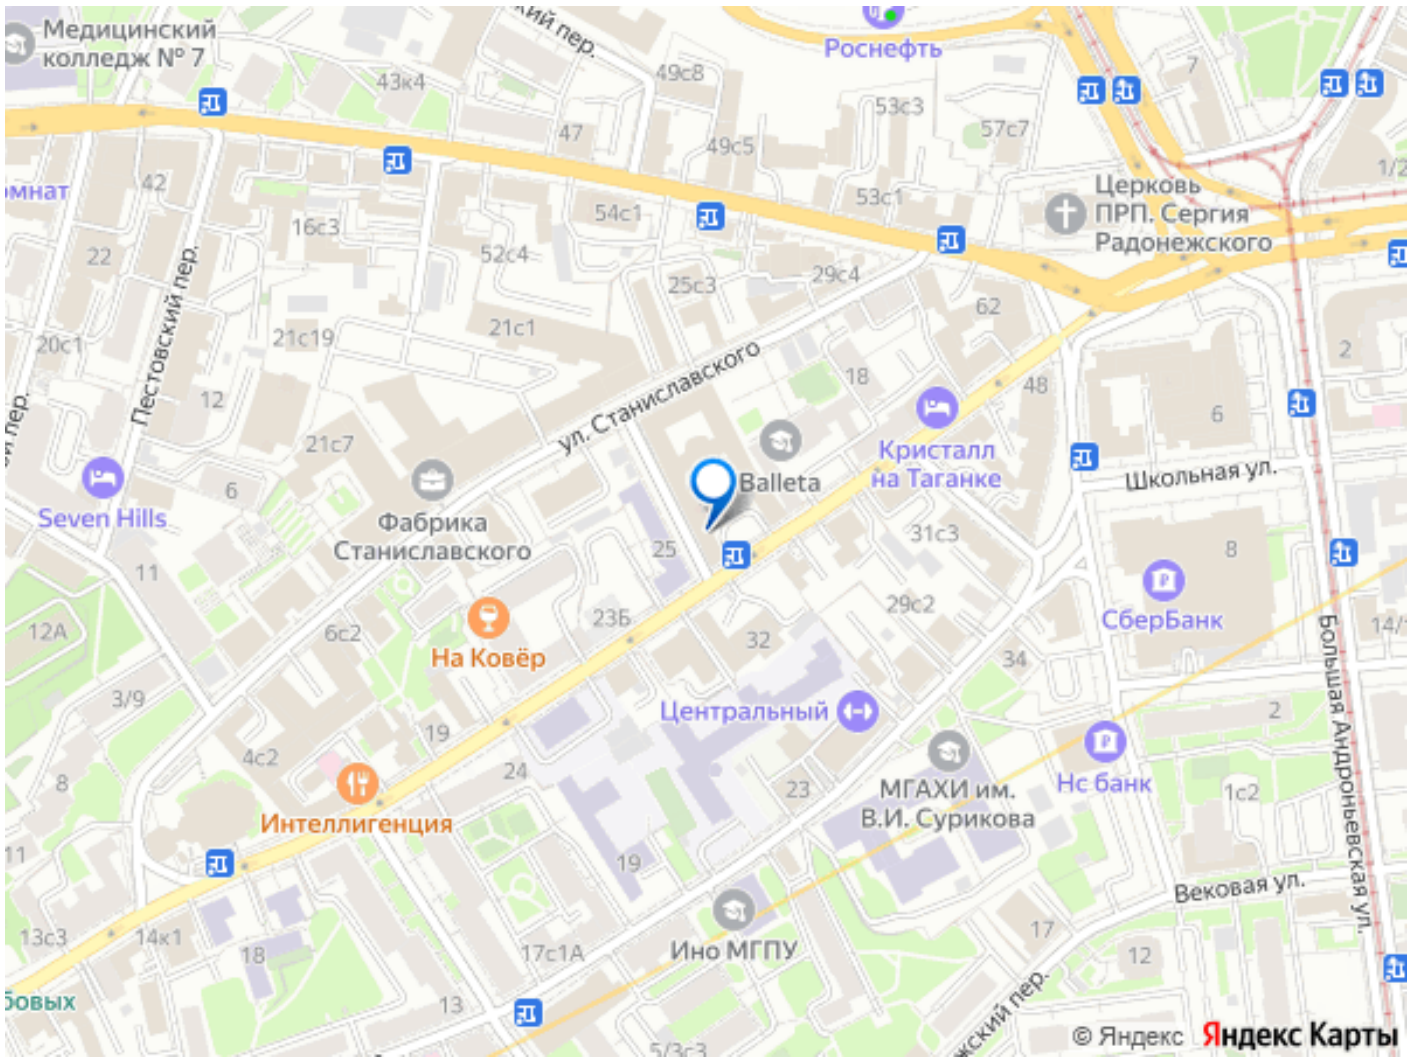 ский пер.
Роснефть
Медицинский
колледж № 7
43к4
49с8
7
53с3
57с7
47
49с5
1/2
омнат
42
Церковь
ПРП. Сергия
Радонежского
53с1
54с1
16с3
52с4
22
Пестовский пер.
29с4
25с3
62
21с1
21с19
20с1
2
ул. Станиславского
18
48
12
ий пер.
Кристалл
на Таганке
6
21с7
Balleta
Школьная ул.
6
Seven Hills
Фабрика
Станиславского
31с3
25
8
11
СберБанк
29с2
23Б
12А
6с2
32
14/
На Ковёр
34
3/9
Центральный
2
Большая Андроньевская ул.
19
4с2
24
8
МГАХИ им.
В.И. Сурикова
Нс банк
23
1с2
Интеллигенция
11
19
Вековая ул.
17
13с3
14к1
18
17с1А
Ино МГПУ
12
бовых
13
жский пер.
5/3с3
© Яндекс Яндекс Карты